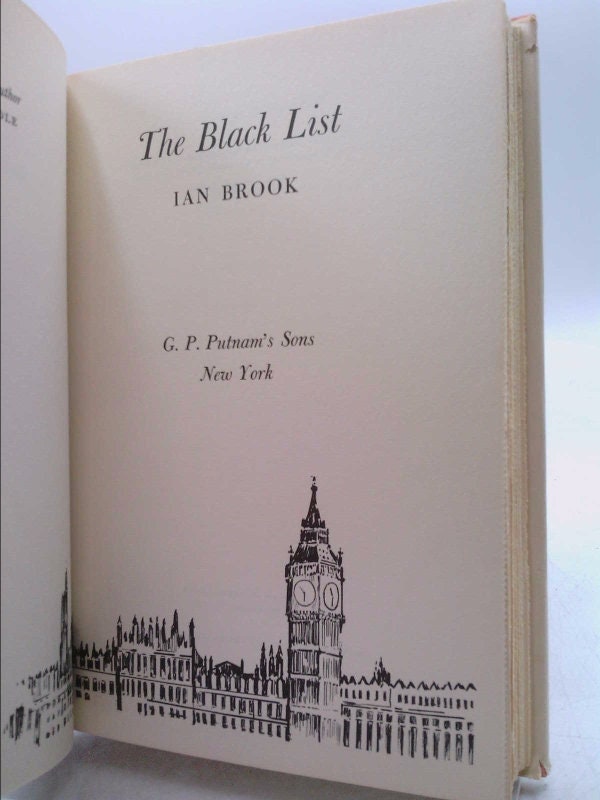 The Black List
IAN BROOK
G. P. Putnam's Sons
New York